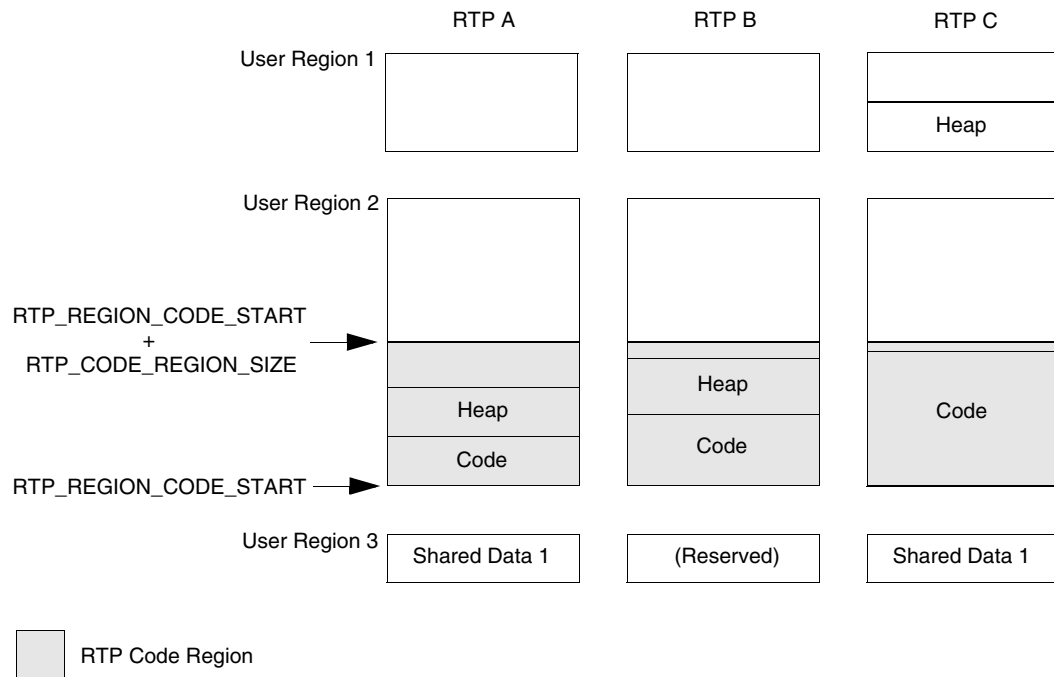 RTP A RTP B RTP C
User Region 1
Heap
User Region 2
RTP_REGION_CODE_START
+
RTP_CODE_REGION_SIZE
Heap Heap Code
Code Code
RTP_REGION_CODE_START
User Region 3
Shared Data 1 (Reserved) Shared Data 1
RTP Code Region